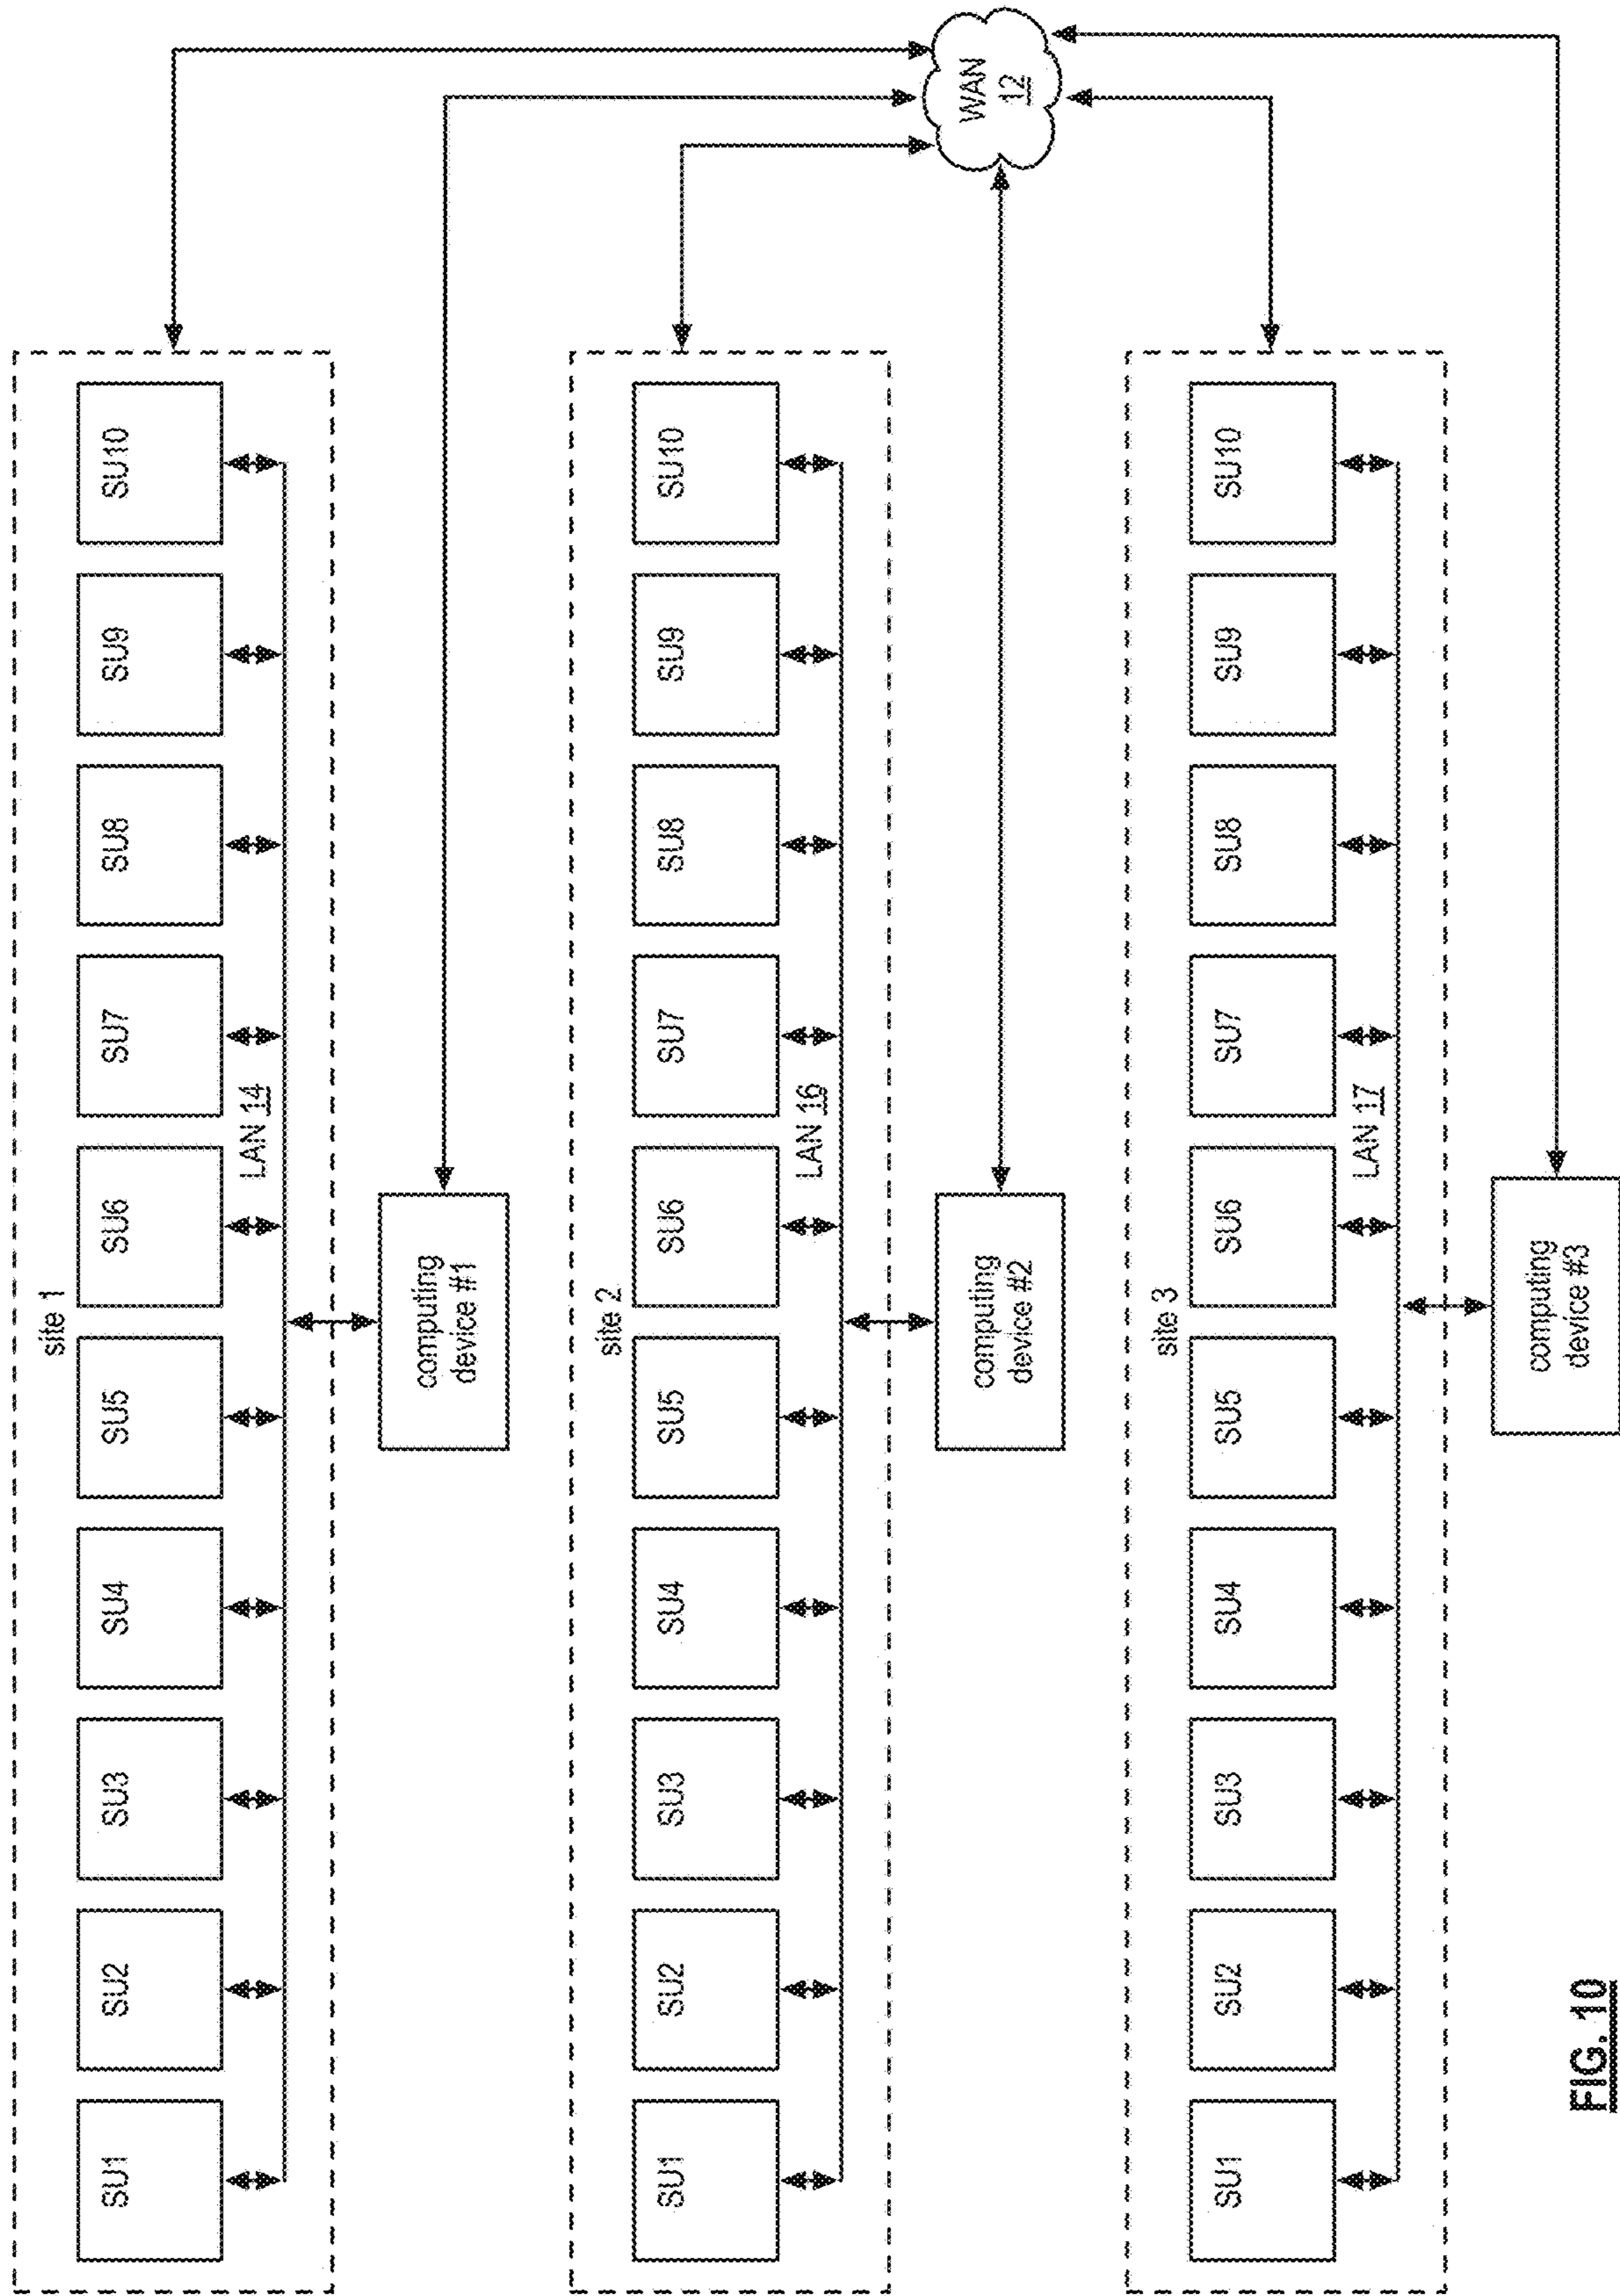 site 1
SU1
SU2
SU3
SU4
SU5
SU6
SU7
SU8
SU9
SU10
LAN 14
computing
device #1
site 2
SU1
SU2
SU3
SU4
SU5
SU6
SU7
SU8
SU9
SU10
LAN 16
computing
device #2
WAN
12
site 3
SU1
SU2
SU3
SU4
SU5
SU6
SU7
SU8
SU9
SU10
LAN 17
computing
device #3
FIG. 10